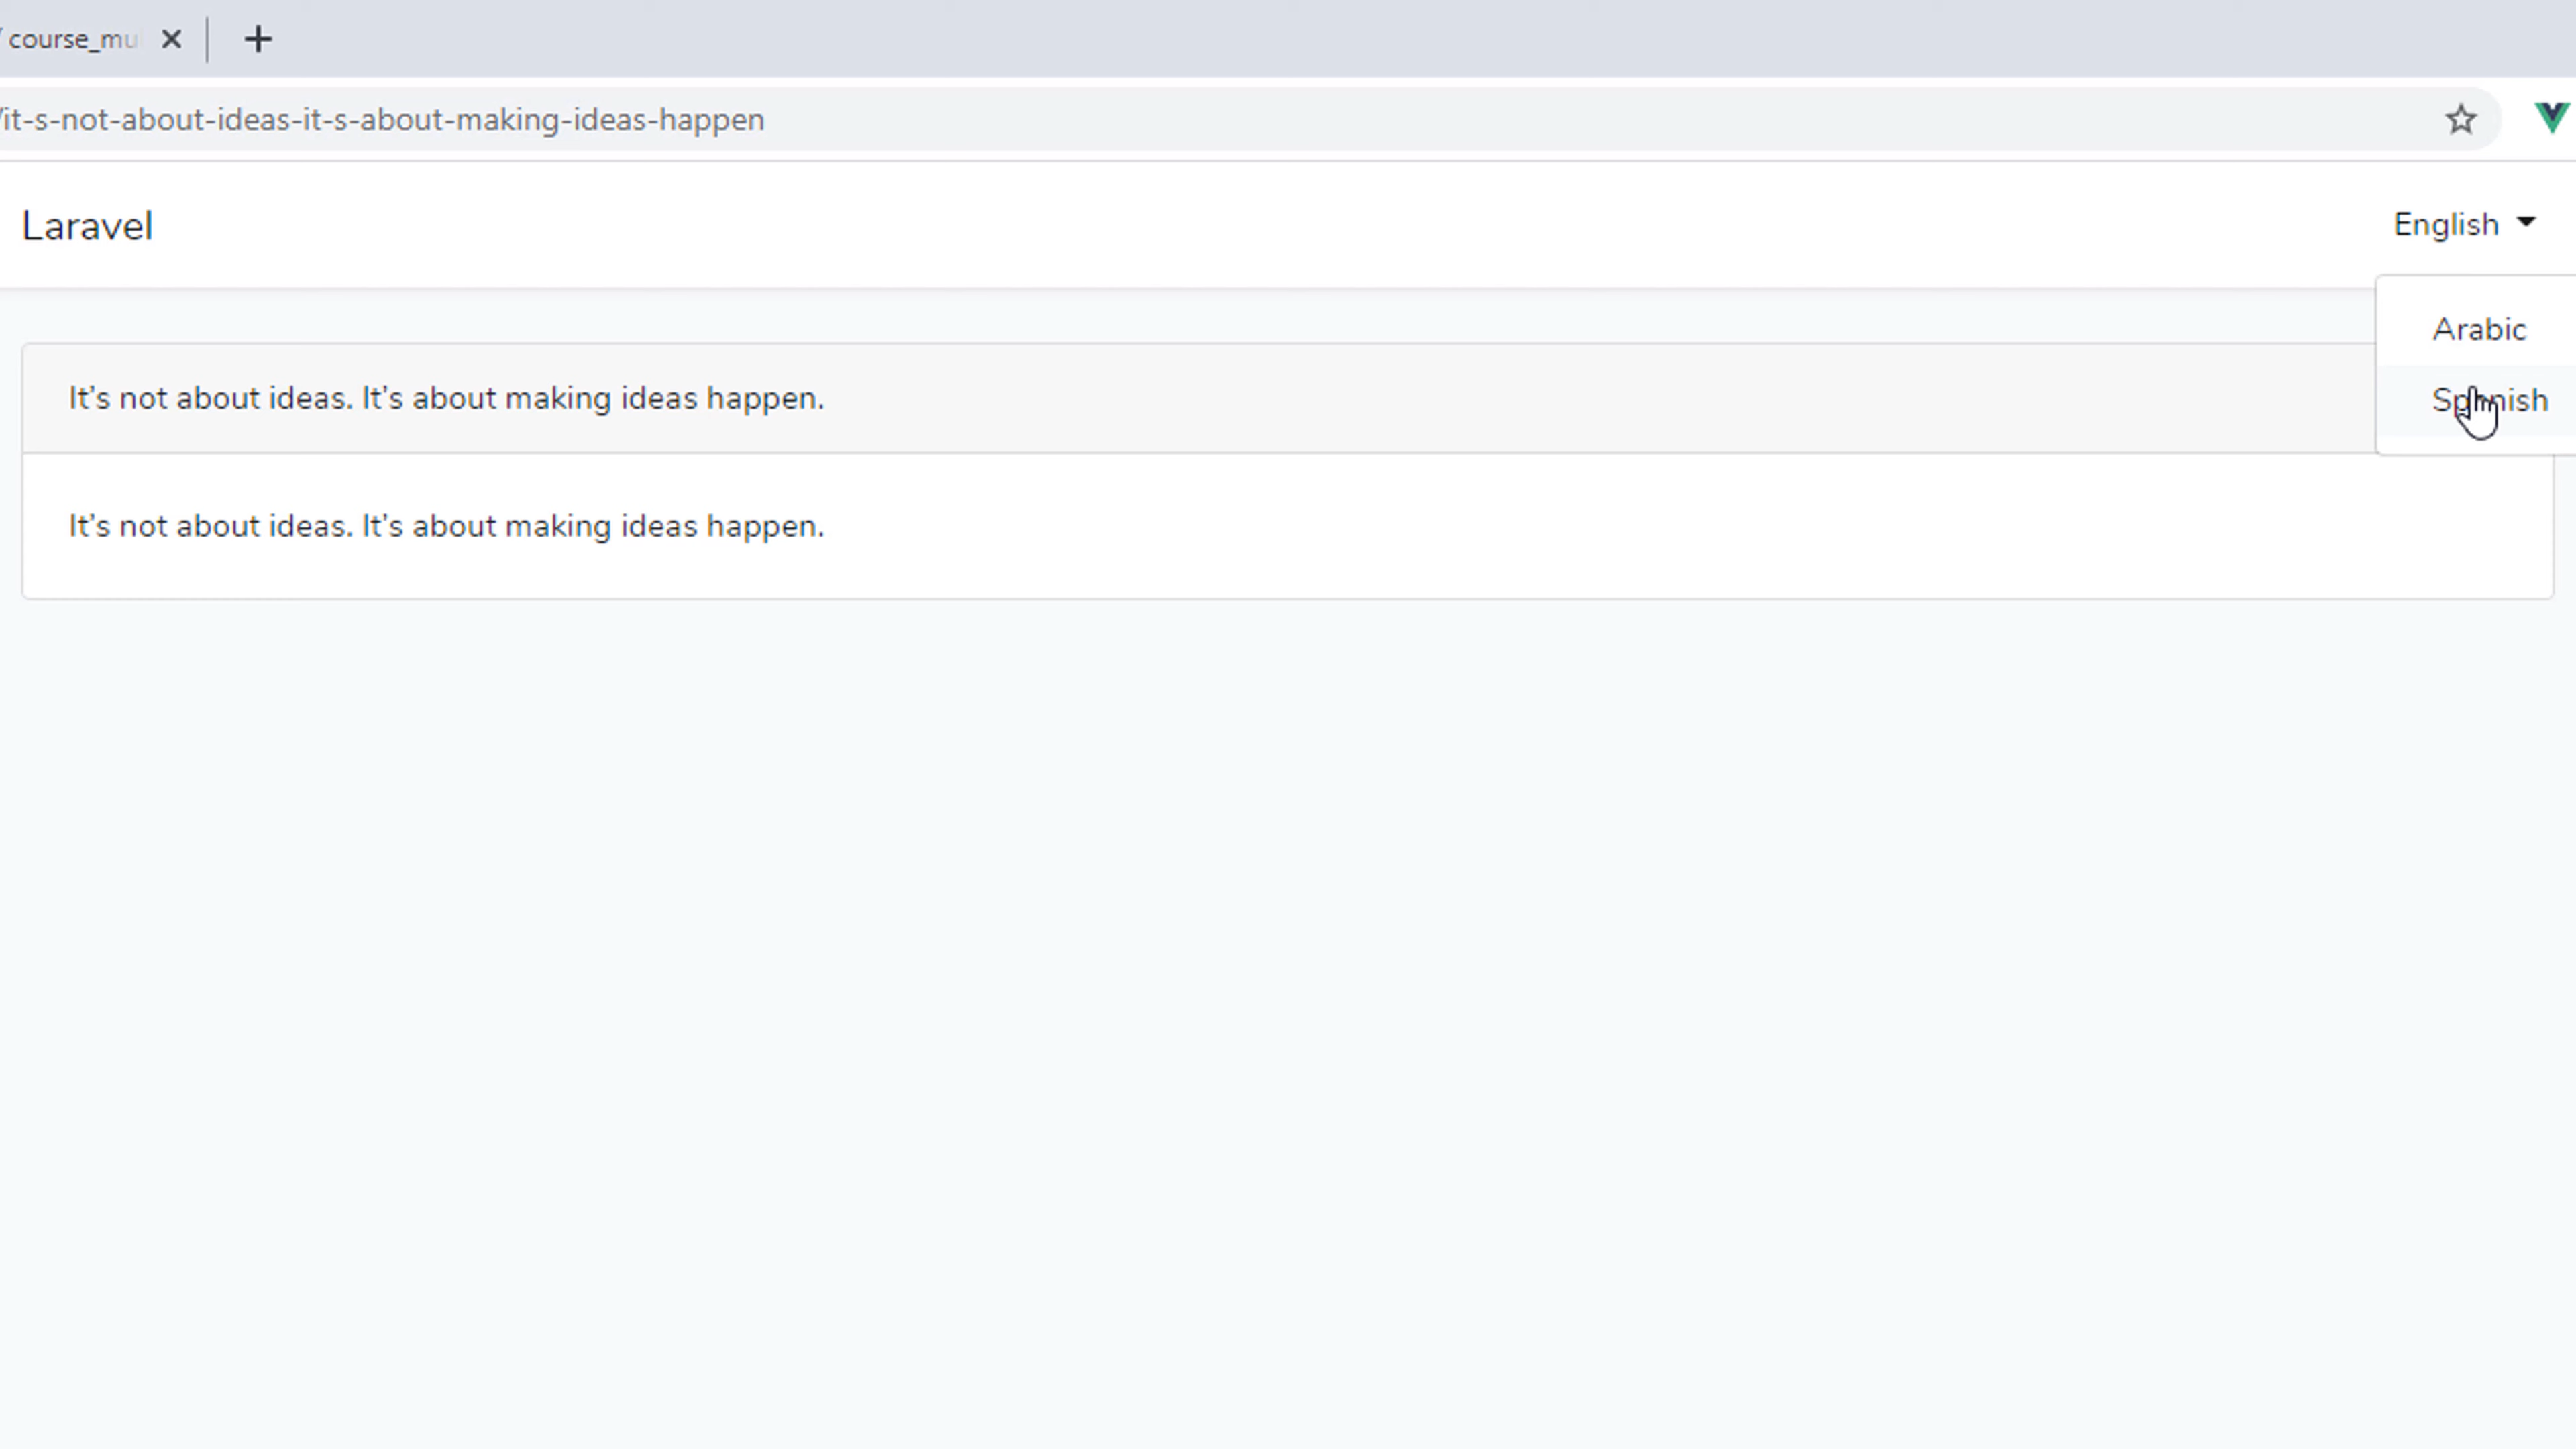 / course_mu
/it-s-not-about-ideas-it-s-about-making-ideas-happen
Laravel
English
Arabic
Spanish
It's not about ideas. It's about making ideas happen.
It's not about ideas. It's about making ideas happen.